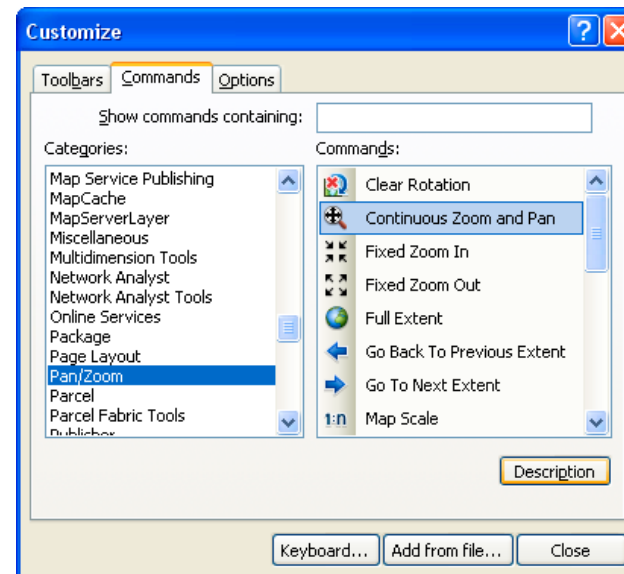 Customize
Toolbars Commands Options
Show commands containing:
Categories:
Map Service Publishing
MapCache
MapServerLayer
Miscellaneous
Multidimension Tools
Network Analyst
Network Analyst Tools
Online Services
Package
Page Layout
Pan/Zoom
Parcel
Parcel Fabric Tools
Publisher
Commands:
Clear Rotation
Continuous Zoom and Pan
Fixed Zoom In
Fixed Zoom Out
Full Extent
Go Back To Previous Extent
Go To Next Extent
1:n Map Scale
Description
Keyboard... Add from file... Close